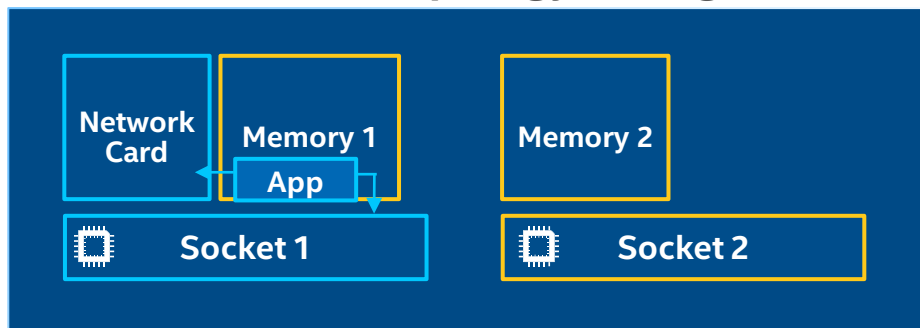 Network
Card
Memory 1
App
Memory 2
Socket 1
Socket 2